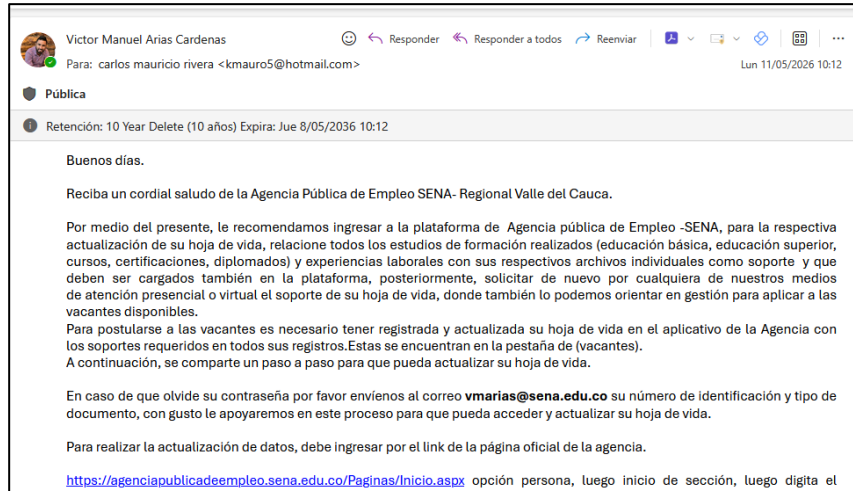 Victor Manuel Arias Cardenas
Responder
Responder a todos
Reenviar
Para: carlos mauricio rivera <kmauro5@hotmail.com>
Lun 11/05/2026 10:12
Pública
Retención: 10 Year Delete (10 años) Expira: Jue 8/05/2036 10:12
Buenos días.
Reciba un cordial saludo de la Agencia Pública de Empleo SENA- Regional Valle del Cauca.
Por medio del presente, le recomendamos ingresar a la plataforma de Agencia pública de Empleo -SENA, para la respectiva
actualización de su hoja de vida, relacione todos los estudios de formación realizados (educación básica, educación superior,
cursos, certificaciones, diplomados) y experiencias laborales con sus respectivos archivos individuales como soporte y que
deben ser cargados también en la plataforma, posteriormente, solicitar de nuevo por cualquiera de nuestros medios
de atención presencial o virtual el soporte de su hoja de vida, donde también lo podemos orientar en gestión para aplicar a las
vacantes disponibles.
Para postularse a las vacantes es necesario tener registrada y actualizada su hoja de vida en el aplicativo de la Agencia con
los soportes requeridos en todos sus registros.Estas se encuentran en la pestaña de (vacantes).
A continuación, se comparte un paso a paso para que pueda actualizar su hoja de vida.
En caso de que olvide su contraseña por favor envíenos al correo vmarias@sena.edu.co su número de identificación y tipo de
documento, con gusto le apoyaremos en este proceso para que pueda acceder y actualizar su hoja de vida.
Para realizar la actualización de datos, debe ingresar por el link de la página oficial de la agencia.
https://agenciapublicadeempleo.sena.edu.co/Paginas/Inicio.aspx opción persona, luego inicio de sección, luego digita el